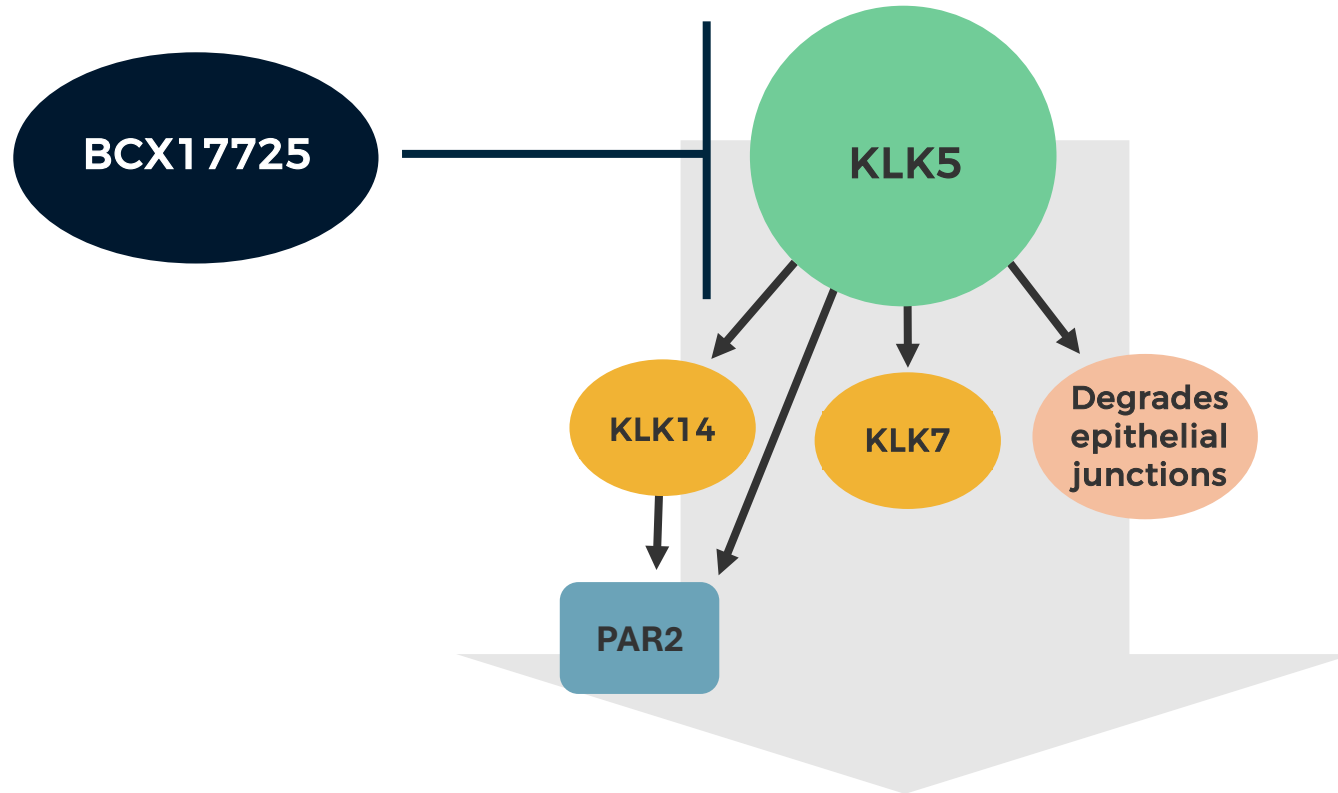 BCX17725
KLK5
KLK14
KLK7
Degrades
epithelial
junctions
PAR2